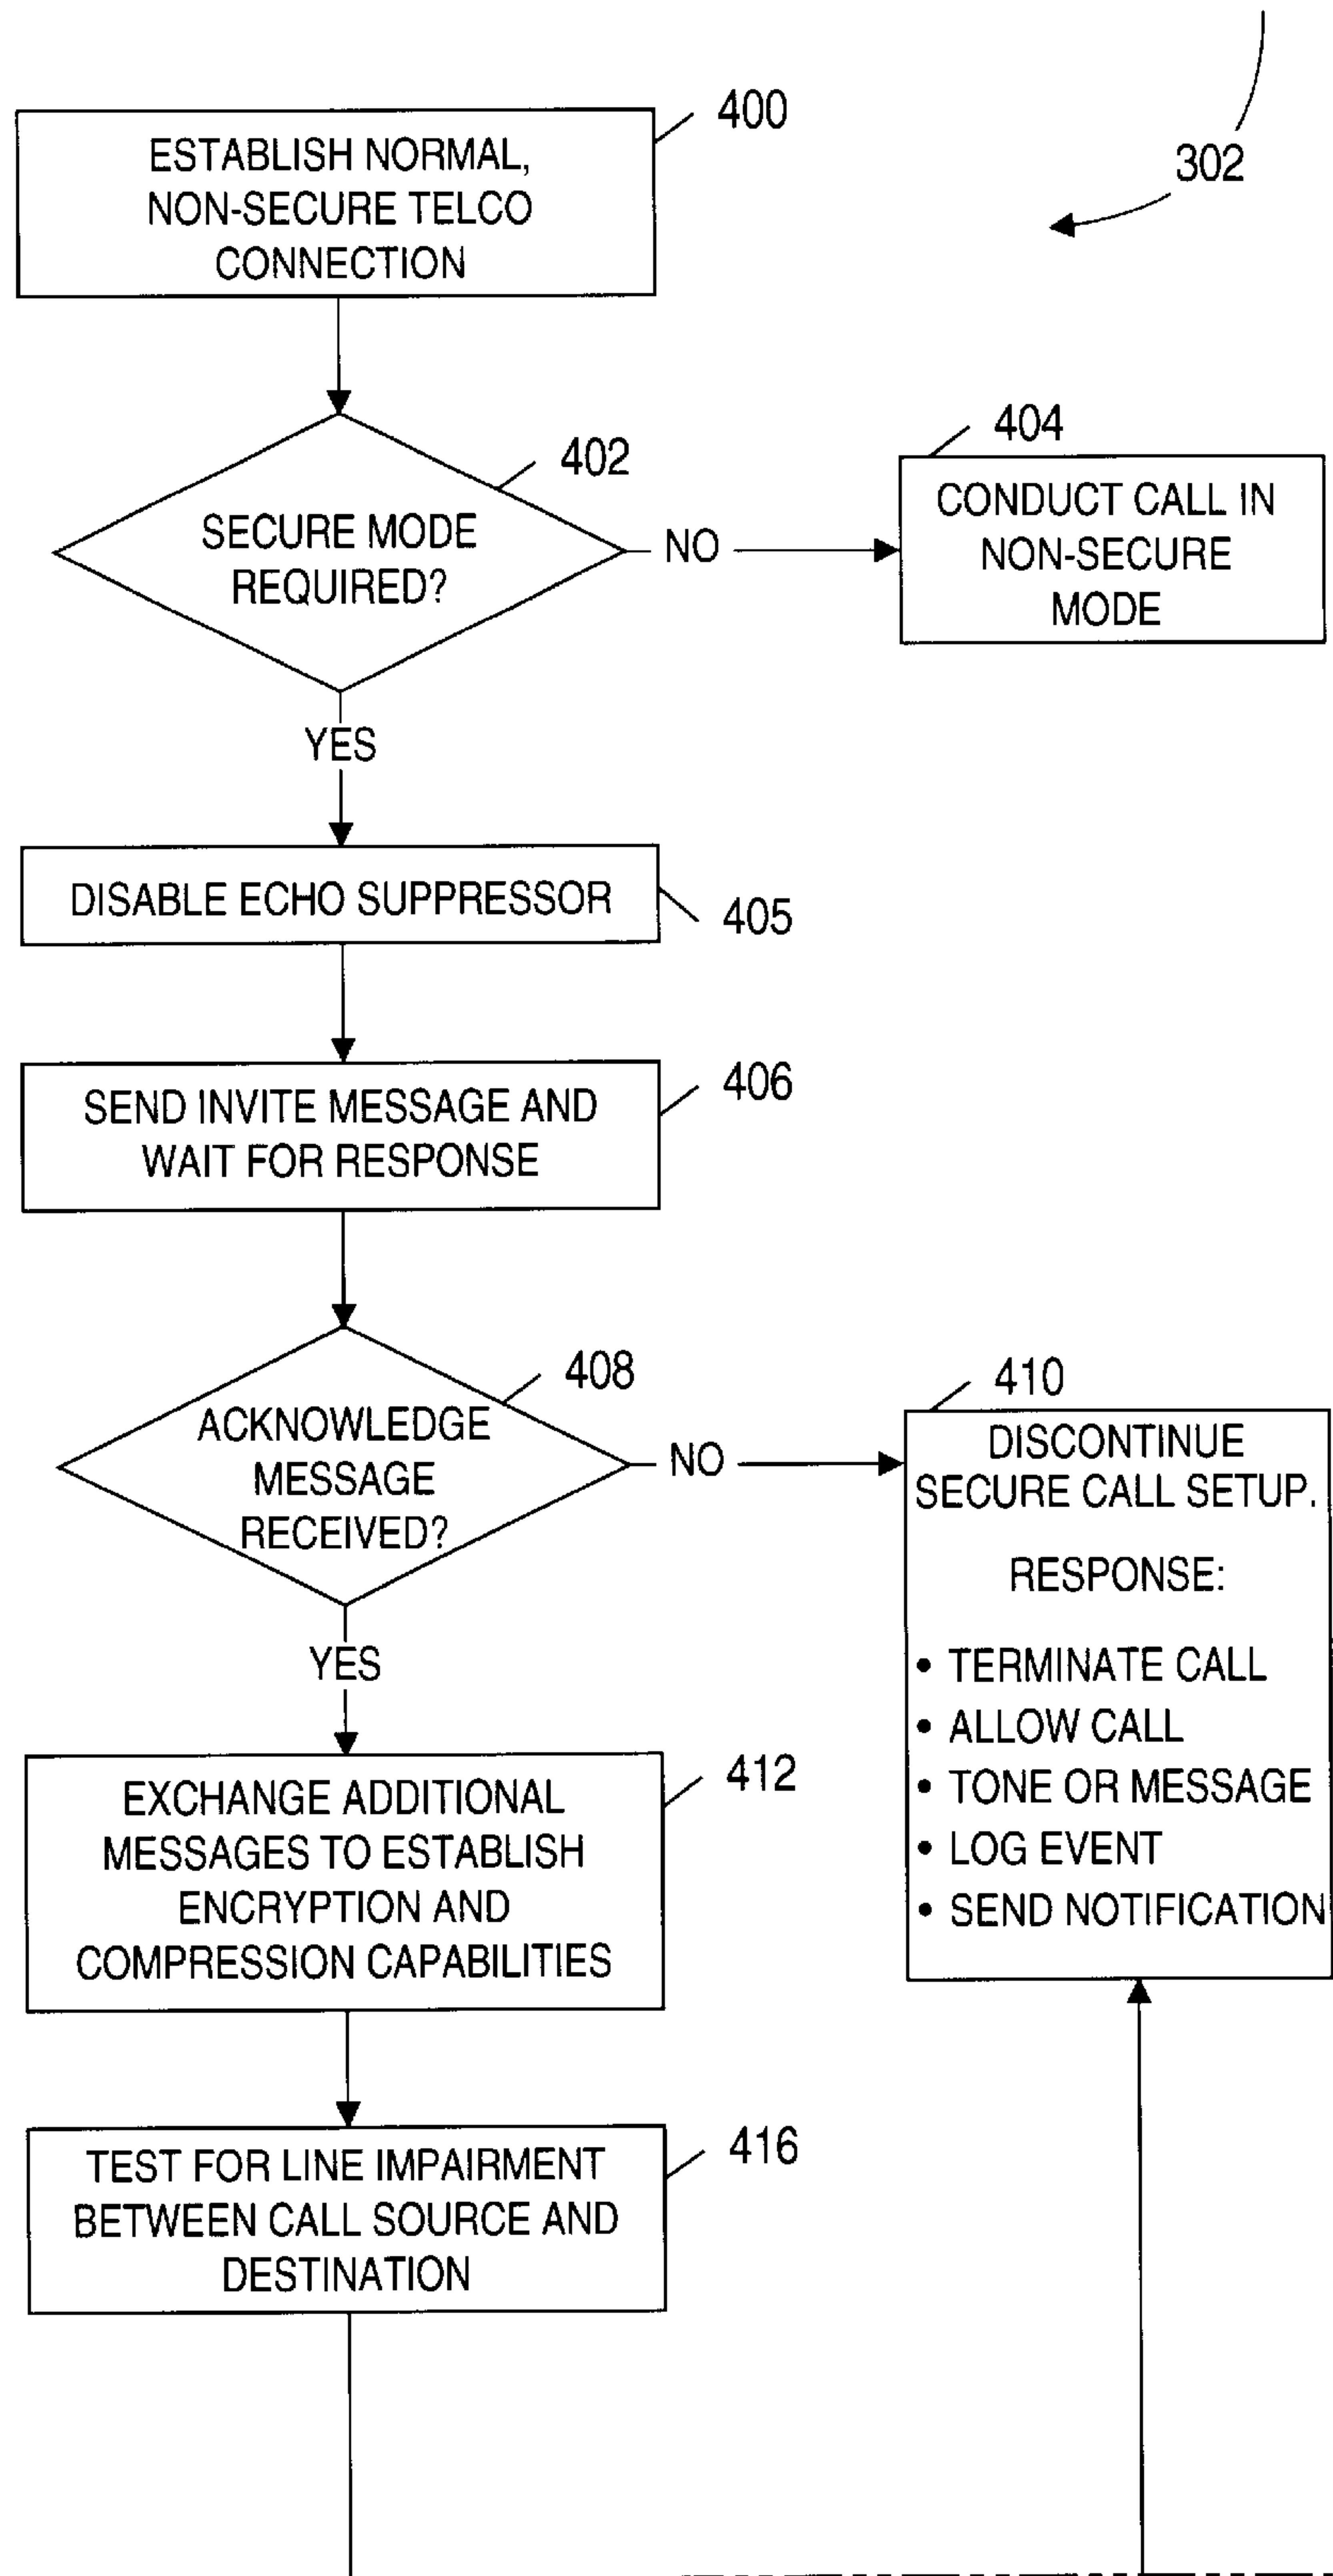 400
ESTABLISH NORMAL,
NON-SECURE TELCO
CONNECTION
302
402
SECURE MODE
REQUIRED?
NO
404
CONDUCT CALL IN
NON-SECURE
MODE
YES
DISABLE ECHO SUPPRESSOR
405
406
SEND INVITE MESSAGE AND
WAIT FOR RESPONSE
408
ACKNOWLEDGE
MESSAGE
RECEIVED?
NO
410
DISCONTINUE
SECURE CALL SETUP.
RESPONSE:
• TERMINATE CALL
• ALLOW CALL
• TONE OR MESSAGE
• LOG EVENT
• SEND NOTIFICATION
YES
412
EXCHANGE ADDITIONAL
MESSAGES TO ESTABLISH
ENCRYPTION AND
COMPRESSION CAPABILITIES
416
TEST FOR LINE IMPAIRMENT
BETWEEN CALL SOURCE AND
DESTINATION